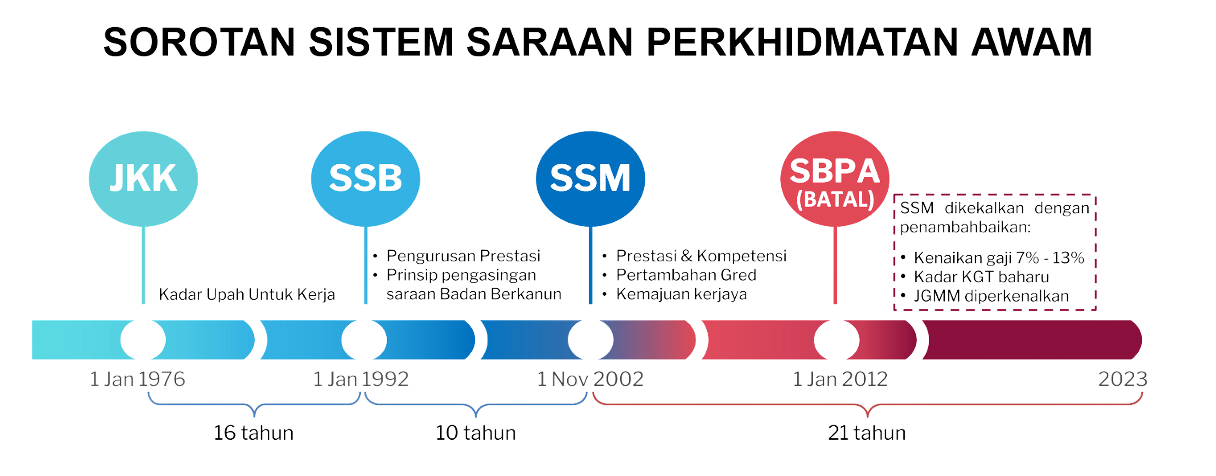 SOROTAN SISTEM SARAAN PERKHIDMATAN AWAM
JKK
SSB
SSM
SBPA
(BATAL)
Kadar Upah Untuk Kerja
• Pengurusan Prestasi
• Prinsip pengasingan
saraan Badan Berkanun
• Prestasi & Kompetensi
• Pertambahan Gred
• Kemajuan kerjaya
SSM dikekalkan dengan
penambahbaikan:
• Kenaikan gaji 7% - 13%
• Kadar KGT baharu
• JGMM diperkenalkan
1 Jan 1976
1 Jan 1992
1 Nov 2002
1 Jan 2012
2023
16 tahun
10 tahun
21 tahun